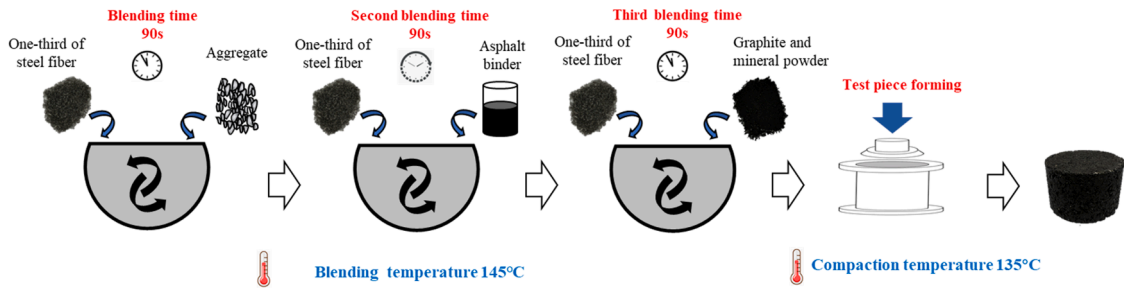 Blending time
90s
One-third of
steel fiber
Aggregate
Second blending time
90s
One-third of
steel fiber
Asphalt
binder
Third blending time
90s
One-third of
steel fiber
Graphite and
mineral powder
Test piece forming
Blending temperature 145°C
Compaction temperature 135°C